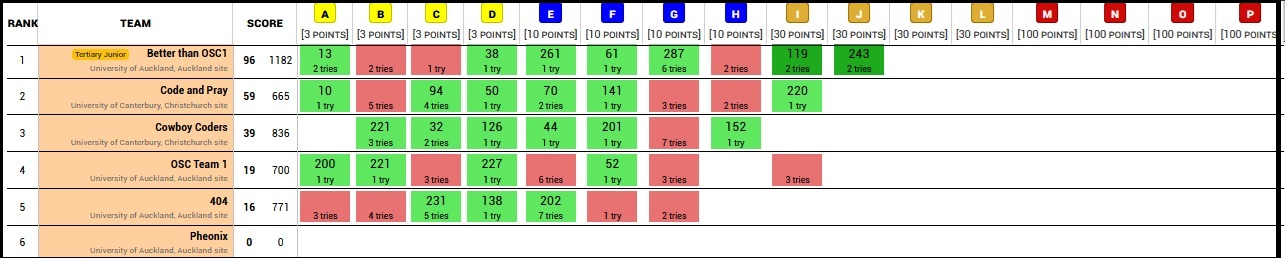 RANK TEAM SCORE A B C D E F G H I J K L M N O P
[3 POINTS] [3 POINTS] [3 POINTS] [3 POINTS] [10 POINTS] [10 POINTS] [10 POINTS] [10 POINTS] [30 POINTS] [30 POINTS] [30 POINTS] [30 POINTS] [100 POINTS] [100 POINTS] [100 POINTS] [100 POINTS
1 Tertiary Junior Better than OSC1 96 1182 13 38 261 61 287 119 243
University of Auckland, Auckland site 2 tries 2 tries 1 try 2 tries 1 try 1 try 6 tries 2 tries 2 tries 2 tries
2 Code and Pray 59 665 10 94 50 70 141 220
University of Canterbury, Christchurch site 1 try 5 tries 4 tries 1 try 2 tries 1 try 3 tries 2 tries 1 try
3 Cowboy Coders 39 836 221 32 126 44 201 152
University of Canterbury, Christchurch site 3 tries 2 tries 1 try 1 try 1 try 7 tries 1 try
4 OSC Team 1 19 700 200 221 227 52
University of Auckland, Auckland site 1 try 1 try 3 tries 1 try 6 tries 1 try 3 tries 3 tries
5 404 16 771 231 138 202
University of Auckland, Auckland site 3 tries 4 tries 5 tries 1 try 7 tries 1 try 2 tries
6 Pheonix 0 0
University of Auckland, Auckland site